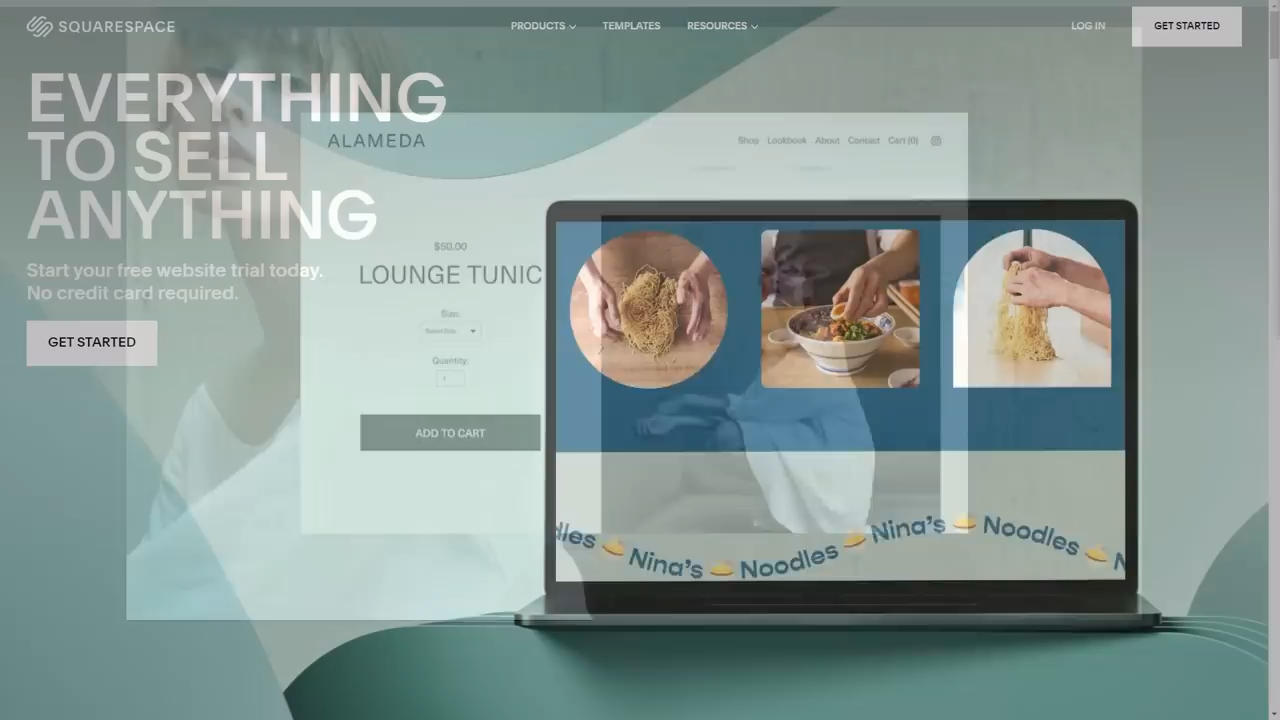 SQUARESPACE
PRODUCTS
TEMPLATES
RESOURCES
LOG IN
GET STARTED
EVERYTHING
TO SELL
ANYTHING
Start your free website trial today.
No credit card required.
GET STARTED
ALAMEDA
Shop Lookbook About Contact Cart (0)
$50.00
LOUNGE TUNIC
Size:
Select Size
Quantity:
1
ADD TO CART
dles Nina's Noodles Nina's Noodles N